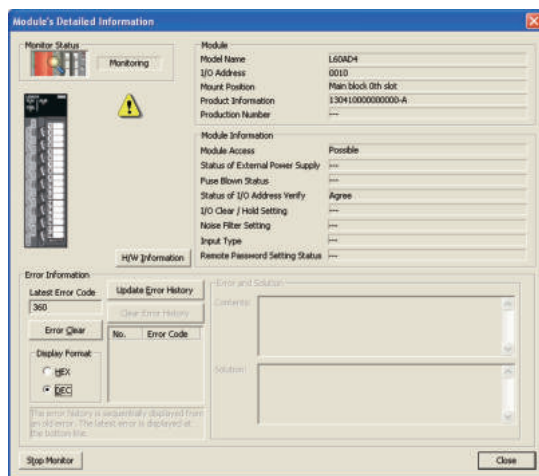 Module's Detailed Information
Monitor Status
Monitoring
H/W Information
Module
Model Name L60AD4
I/O Address 0010
Mount Position Main block 0th slot
Product Information 130410000000000-A
Production Number ---
Module Information
Module Access Possible
Status of External Power Supply ---
Fuse Blown Status ---
Status of I/O Address Verify Agree
I/O Clear / Hold Setting ---
Noise Filter Setting ---
Input Type ---
Remote Password Setting Status ---
Error Information
Latest Error Code
360
Error Clear
Display Format
HEX
DEC
Update Error History
Clear Error History
No. Error Code
The error history is sequentially displayed from
an old error. The latest error is displayed at
the bottom line.
Error and Solution
Contents:
Solution:
Stop Monitor
Close